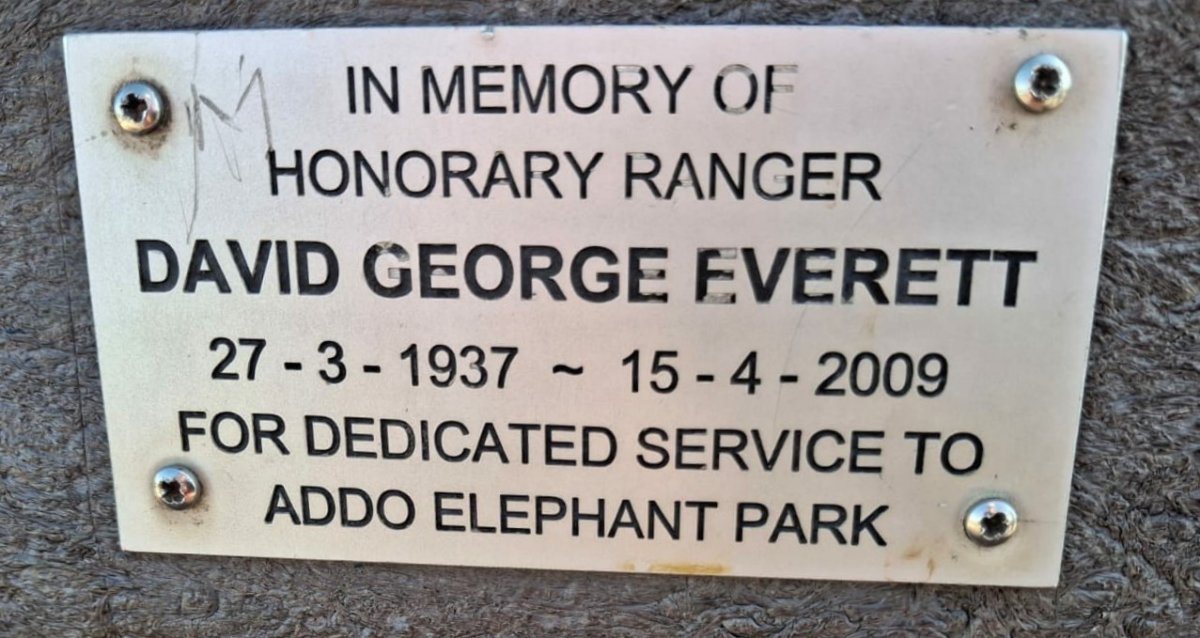 IN MEMORY OF
HONORARY RANGER
DAVID GEORGE EVERETT
27 - 3 - 1937 ~ 15 - 4 - 2009
FOR DEDICATED SERVICE TO
ADDO ELEPHANT PARK